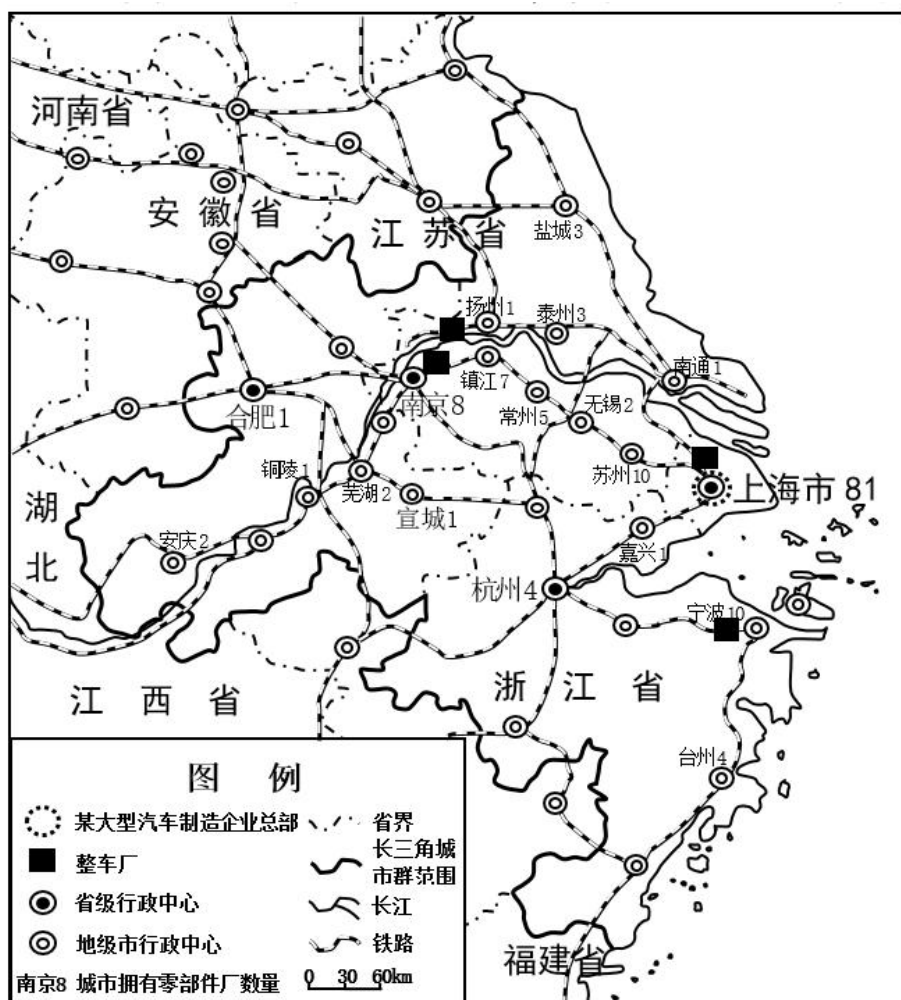 河南省
安徽省
江苏省
盐城3
扬州1
泰州3
南通1
镇江7
南京8
合肥1
常州5
无锡2
苏州10
上海市 81
铜陵1
芜湖2
宣城1
湖北
安庆2
嘉兴1
杭州4
宁波10
江西省
浙江省
台州4
福建省
图 例
某大型汽车制造企业总部
省界
整车厂
长三角城
市群范围
省级行政中心
长江
地级市行政中心
铁路
南京8 城市拥有零部件厂数量
0 30 60km